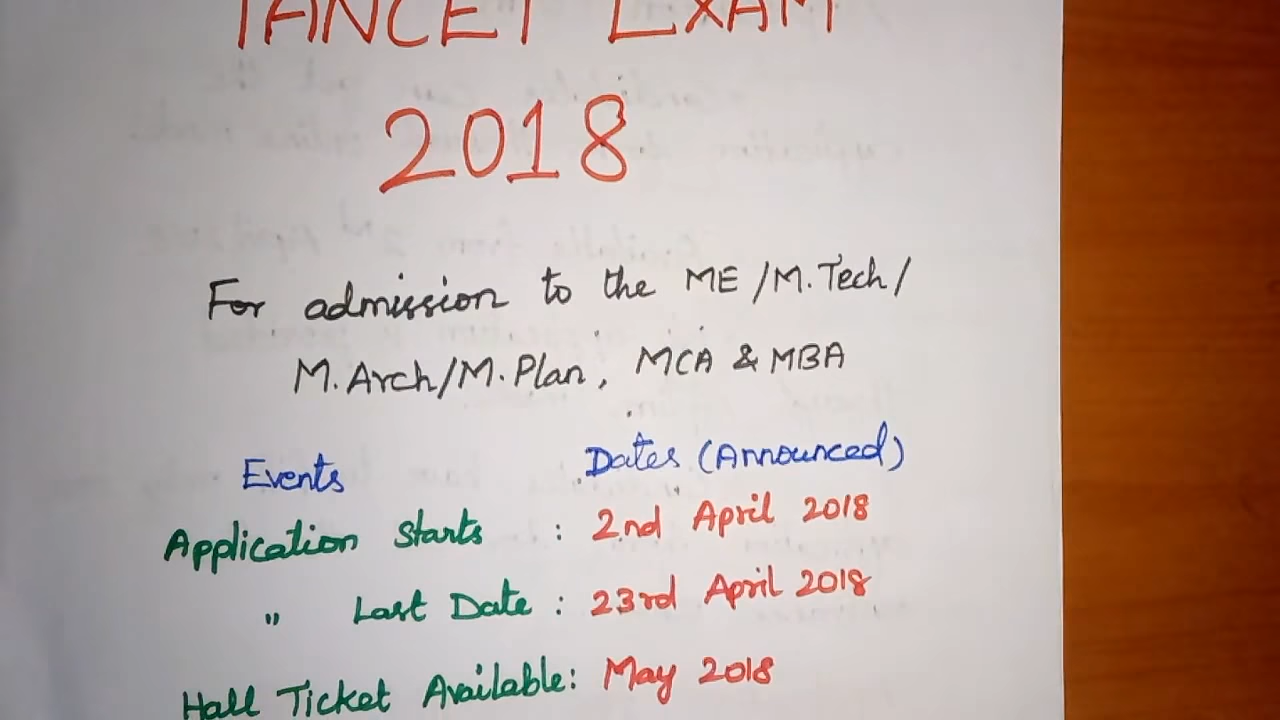 TANCET EXAM
2018
For admission to the ME/M.Tech/
M.Arch/M.Plan, MCA & MBA
Events Dates (Announced)
Application Starts : 2nd April 2018
" Last Date : 23rd April 2018
Hall Ticket Available: May 2018